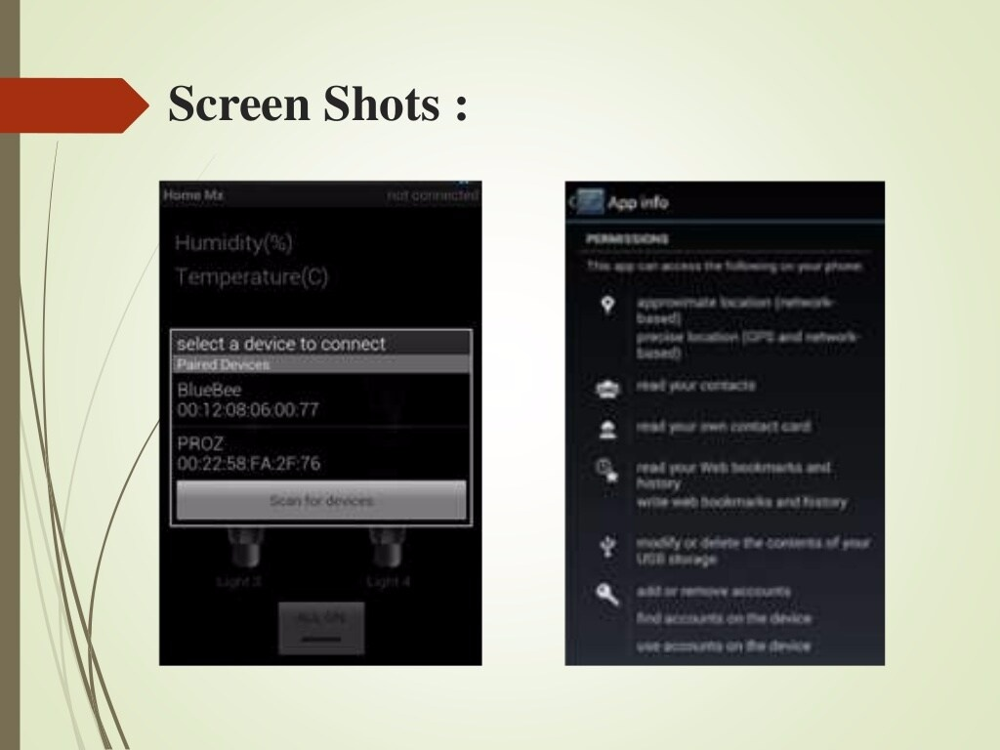 Screen Shots :
Home Mx
not connected
Humidity(%)
Temperature(C)
select a device to connect
Paired Devices
BlueBee
00:12:08:06:00:77
PROZ
00:22:58:FA:2F:76
Scan for devices
Light 3
Light 4
ALL ON
App info
PERMISSIONS
This app can access the following on your phone:
approximate location (network-
based)
precise location (GPS and network-
based)
read your contacts
read your own contact card
read your Web bookmarks and
history
write web bookmarks and history
modify or delete the contents of your
USB storage
add or remove accounts
find accounts on the device
use accounts on the device